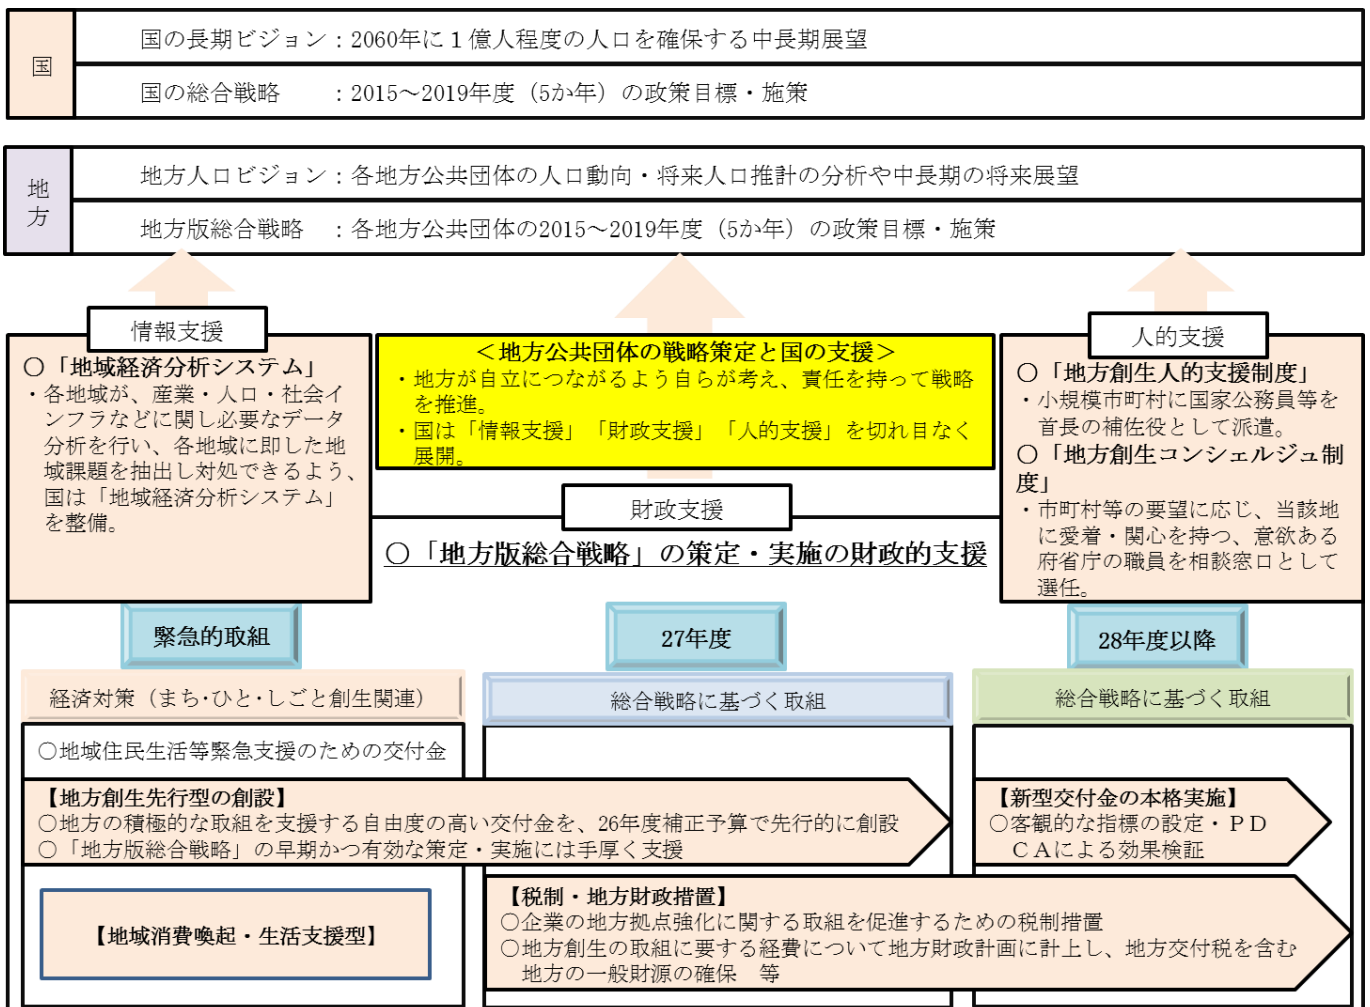 国
国の長期ビジョン：2060年に１億人程度の人口を確保する中長期展望
国の総合戦略　　：2015～2019年度（5か年）の政策目標・施策
地方
地方人口ビジョン：各地方公共団体の人口動向・将来人口推計の分析や中長期の将来展望
地方版総合戦略　：各地方公共団体の2015～2019年度（5か年）の政策目標・施策
情報支援
〇「地域経済分析システム」
・各地域が、産業・人口・社会イ
ンフラなどに関し必要なデータ
分析を行い、各地域に即した地
域課題を抽出し対処できるよう、
国は「地域経済分析システム」
を整備。
＜地方公共団体の戦略策定と国の支援＞
・地方が自立につながるよう自らが考え、責任を持って戦略
を推進。
・国は「情報支援」「財政支援」「人的支援」を切れ目なく
展開。
人的支援
〇「地方創生人的支援制度」
・小規模市町村に国家公務員等を
首長の補佐役として派遣。
〇「地方創生コンシェルジュ制
度」
・市町村等の要望に応じ、当該地
に愛着・関心を持つ、意欲ある
府省庁の職員を相談窓口として
選任。
財政支援
〇「地方版総合戦略」の策定・実施の財政的支援
緊急的取組
27年度
28年度以降
経済対策（まち・ひと・しごと創生関連）
総合戦略に基づく取組
総合戦略に基づく取組
〇地域住民生活等緊急支援のための交付金
【地方創生先行型の創設】
〇地方の積極的な取組を支援する自由度の高い交付金を、26年度補正予算で先行的に創設
〇「地方版総合戦略」の早期かつ有効な策定・実施には手厚く支援
【新型交付金の本格実施】
〇客観的な指標の設定・ＰＤ
ＣＡによる効果検証
【地域消費喚起・生活支援型】
【税制・地方財政措置】
〇企業の地方拠点強化に関する取組を促進するための税制措置
〇地方創生の取組に要する経費について地方財政計画に計上し、地方交付税を含む
地方の一般財源の確保　等